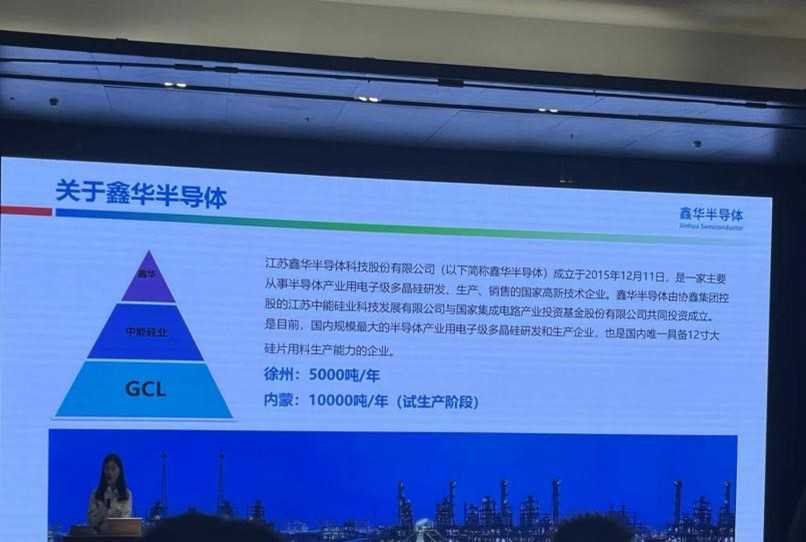 关于鑫华半导体
鑫华半导体
Jinhua Semiconductor
鑫华
中能硅业
GCL
江苏鑫华半导体科技股份有限公司（以下简称鑫华半导体）成立于2015年12月11日，是一家主要
从事半导体产业用电子级多晶硅研发、生产、销售的国家高新技术企业。鑫华半导体由协鑫集团控
股的江苏中能硅业科技发展有限公司与国家集成电路产业投资基金股份有限公司共同投资成立。
是目前，国内规模最大的半导体产业用电子级多晶硅研发和生产企业，也是国内唯一具备12寸大
硅片用料生产能力的企业。
徐州：5000吨/年
内蒙：10000吨/年（试生产阶段）